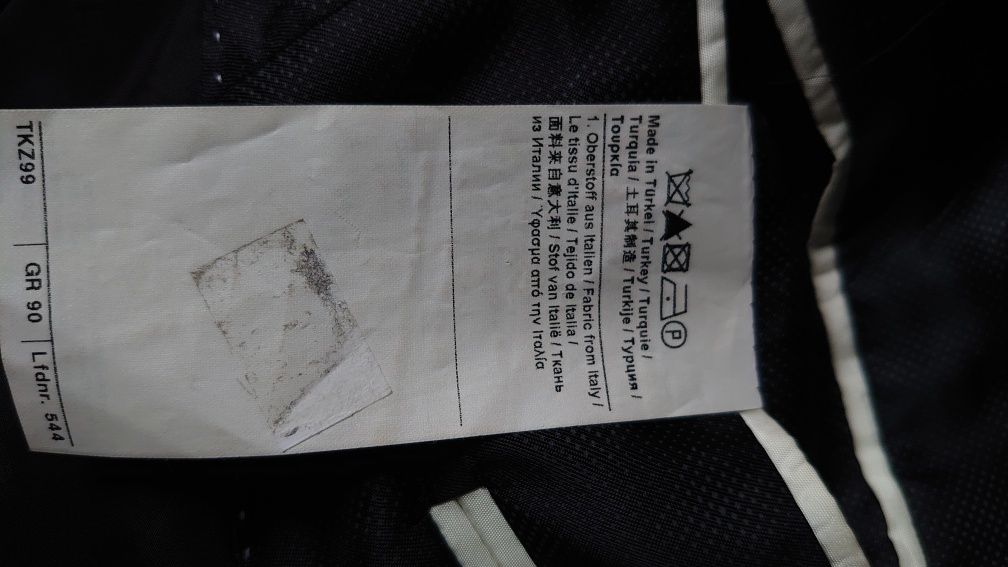 Made in Türkei / Turkey / Turquie /
Turquía / 土耳其制造 / Turkije / Турция /
Τουρκία
1. Oberstoff aus Italien / Fabric from Italy /
Le tissu d'Italie / Tejido de Italia /
面料来自意大利 / Stof van Italië / Ткань
из Италии / Ύφασμα από την Ιταλία
TKZ99 GR 90 Lfdnr. 544